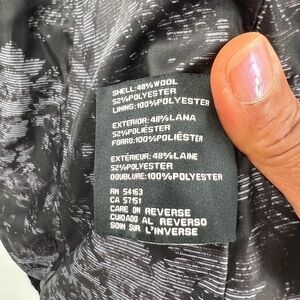 SHELL:48%WOOL
52%POLYESTER
LINING:100%POLYESTER
EXTERIOR:48%LANA
52%POLIÉSTER
FORRO:100%POLIÉSTER
EXTÉRIEUR:48%LAINE
52%POLYESTER
DOUBLURE:100%POLYESTER
RN 54163
CA 57151
CARE ON REVERSE
CUIDADO AL REVERSO
SOIN SUR L'INVERSE